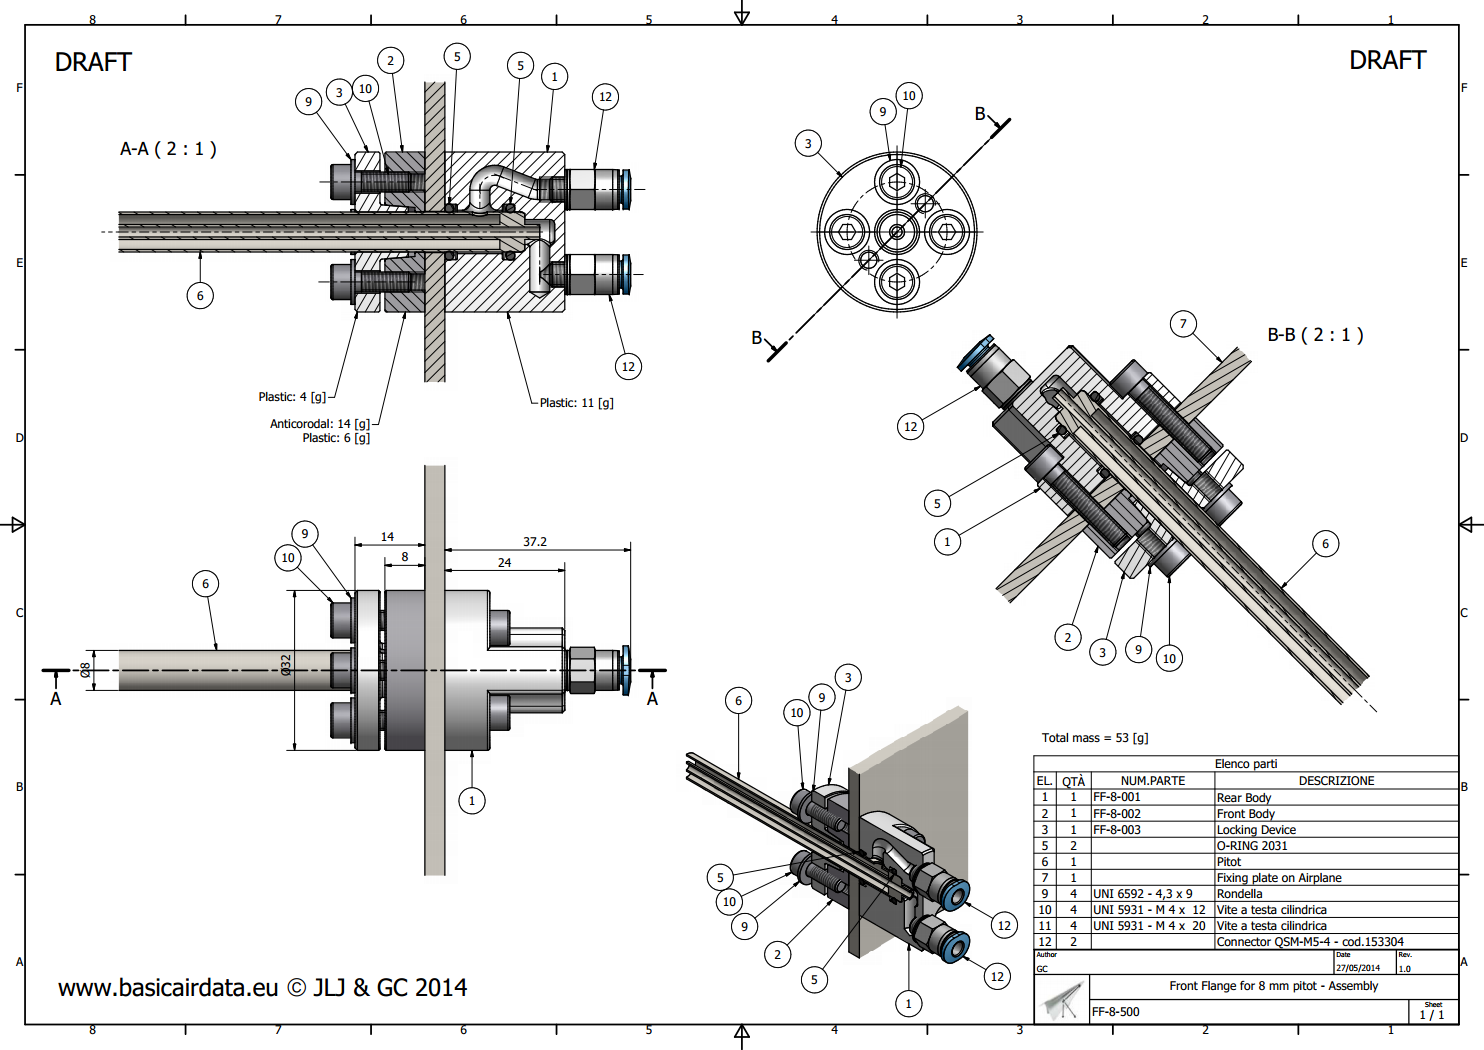 8 7 6 5 4 3 2 1
DRAFT
DRAFT
F
F
2
5
5
1
12
9
3
10
A-A ( 2 : 1 )
6
12
Plastic: 4 [g]
Anticorodal: 14 [g]
Plastic: 6 [g]
Plastic: 11 [g]
9
10
3
B
B
E
E
7
B-B ( 2 : 1 )
12
5
1
6
2
3
9
10
D
D
9
10
6
14
8
37.2
24
Ø8
Ø32
A
A
1
C
C
3
9
10
6
5
10
9
2
5
1
12
12
B
B
Total mass = 53 [g]
Elenco parti
EL. QTÀ NUM.PARTE DESCRIZIONE
1 1 FF-8-001 Rear Body
2 1 FF-8-002 Front Body
3 1 FF-8-003 Locking Device
5 2 O-RING 2031
6 1 Pitot
7 1 Fixing plate on Airplane
9 4 UNI 6592 - 4,3 x 9 Rondella
10 4 UNI 5931 - M 4 x 12 Vite a testa cilindrica
11 4 UNI 5931 - M 4 x 20 Vite a testa cilindrica
12 2 Connector QSM-M5-4 - cod.153304
Author Date Rev.
GC 27/05/2014 1.0
Front Flange for 8 mm pitot - Assembly
FF-8-500
Sheet
1 / 1
A
A
www.basicairdata.eu © JLJ & GC 2014
8 7 6 5 4 3 2 1